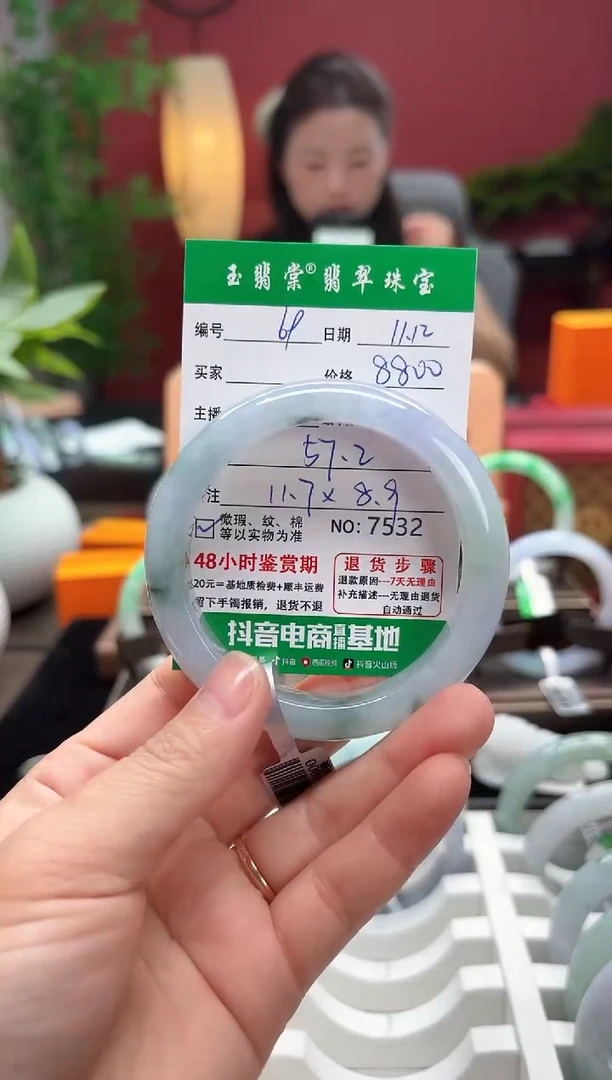 玉翡棠® 翡翠珠宝
编号 69 日期 11.12
买家 价格 8800
主播
57.2
注 11.7×8.9
微瑕、纹、棉
等以实物为准
NO: 7532
48小时鉴赏期
20元=基地质检费+顺丰运费
留下手镯报销,退货不退
退货步骤
退款原因---7天无理由
补充描述---无理由退货
自动通过
抖音电商直播基地
抖音 西瓜视频 抖音火山版